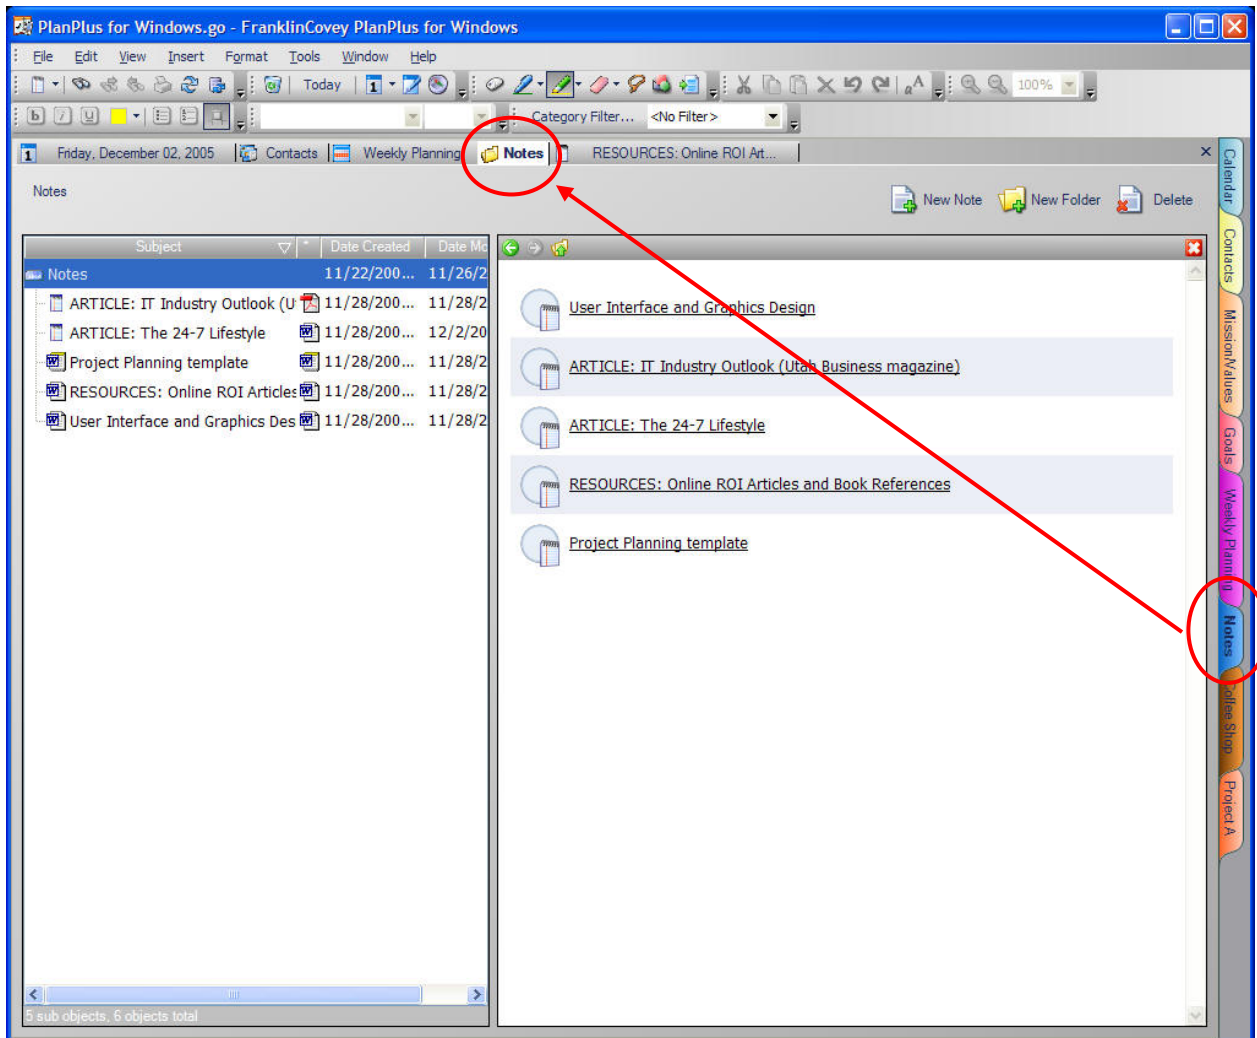 PlanPlus for Windows.go - FranklinCovey PlanPlus for Windows
File Edit View Insert Format Tools Window Help
Today 1 100%
b I U Category Filter... <No Filter>
1 Friday, December 02, 2005 Contacts Weekly Planning Notes RESOURCES: Online ROI Art...
Notes
New Note New Folder Delete
Subject Date Created Date Mo
Notes 11/22/200... 11/26/2
ARTICLE: IT Industry Outlook (U 11/28/200... 11/28/2
ARTICLE: The 24-7 Lifestyle 11/28/200... 12/2/20
Project Planning template 11/28/200... 11/28/2
RESOURCES: Online ROI Articles 11/28/200... 11/28/2
User Interface and Graphics Des 11/28/200... 11/28/2
5 sub objects, 6 objects total
User Interface and Graphics Design
ARTICLE: IT Industry Outlook (Utah Business magazine)
ARTICLE: The 24-7 Lifestyle
RESOURCES: Online ROI Articles and Book References
Project Planning template
Calendar
Contacts
Mission/Values
Goals
Weekly Planning
Notes
Coffee Shop
Project A